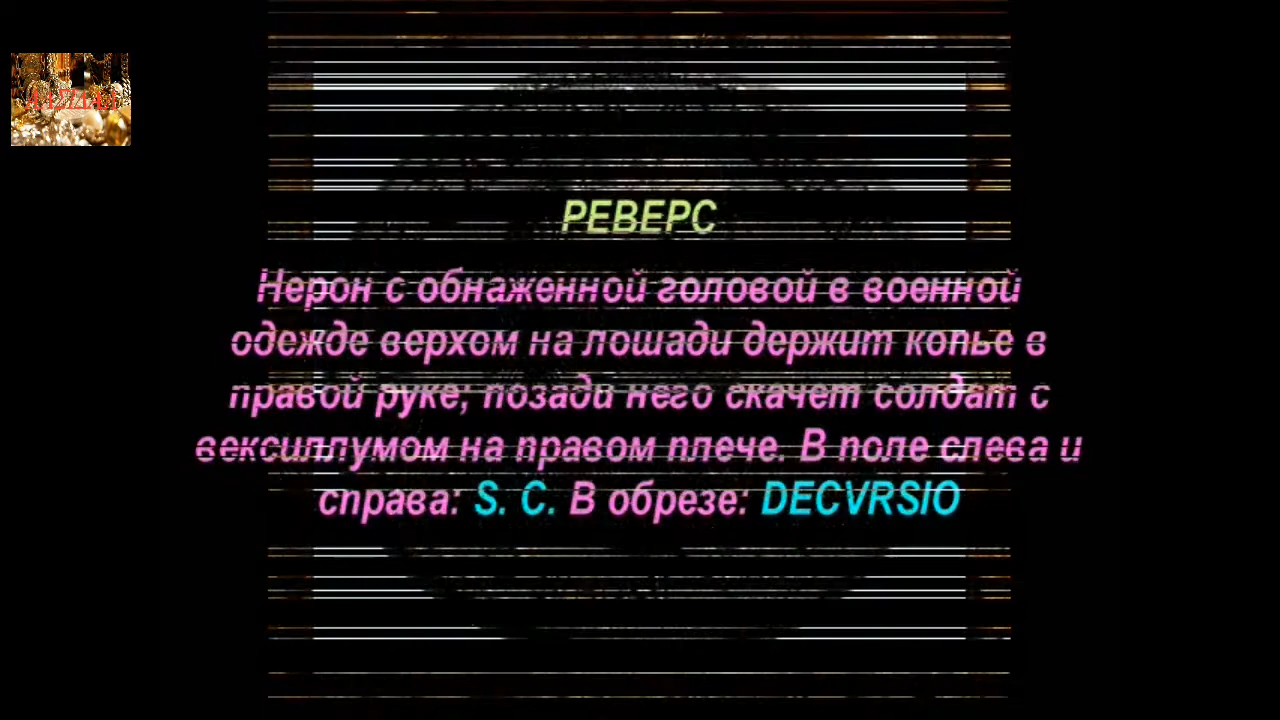 РЕВЕРС
Нерон с обнаженной головой в военной
одежде верхом на лошади держит копье в
правой руке; позади него скачет солдат с
вексиллумом на правом плече. В поле слева и
справа: S. C. В обрезе: DECVRSIO